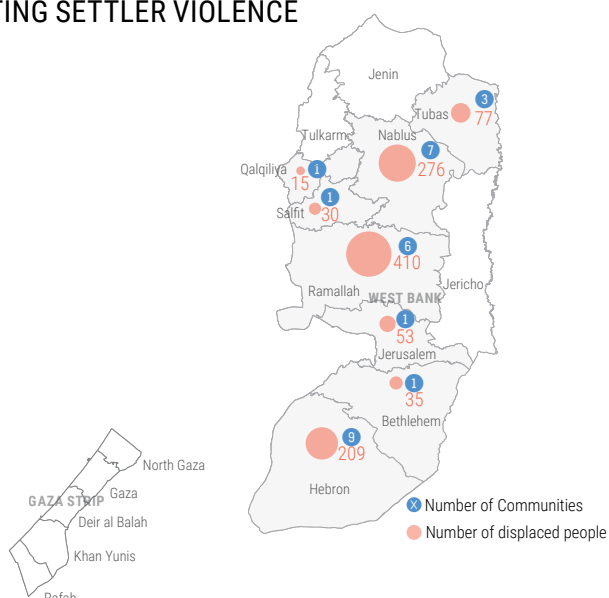 TING SETTLER VIOLENCE
Jenin
3
Tubas
77
Tulkarm
Nablus
7
276
Qalqiliya
1
15
1
Salfit
30
6
410
Ramallah
WEST BANK
Jericho
1
53
Jerusalem
1
35
Bethlehem
9
209
Hebron
North Gaza
GAZA STRIP
Gaza
Deir al Balah
Khan Yunis
Rafah
X Number of Communities
Number of displaced people